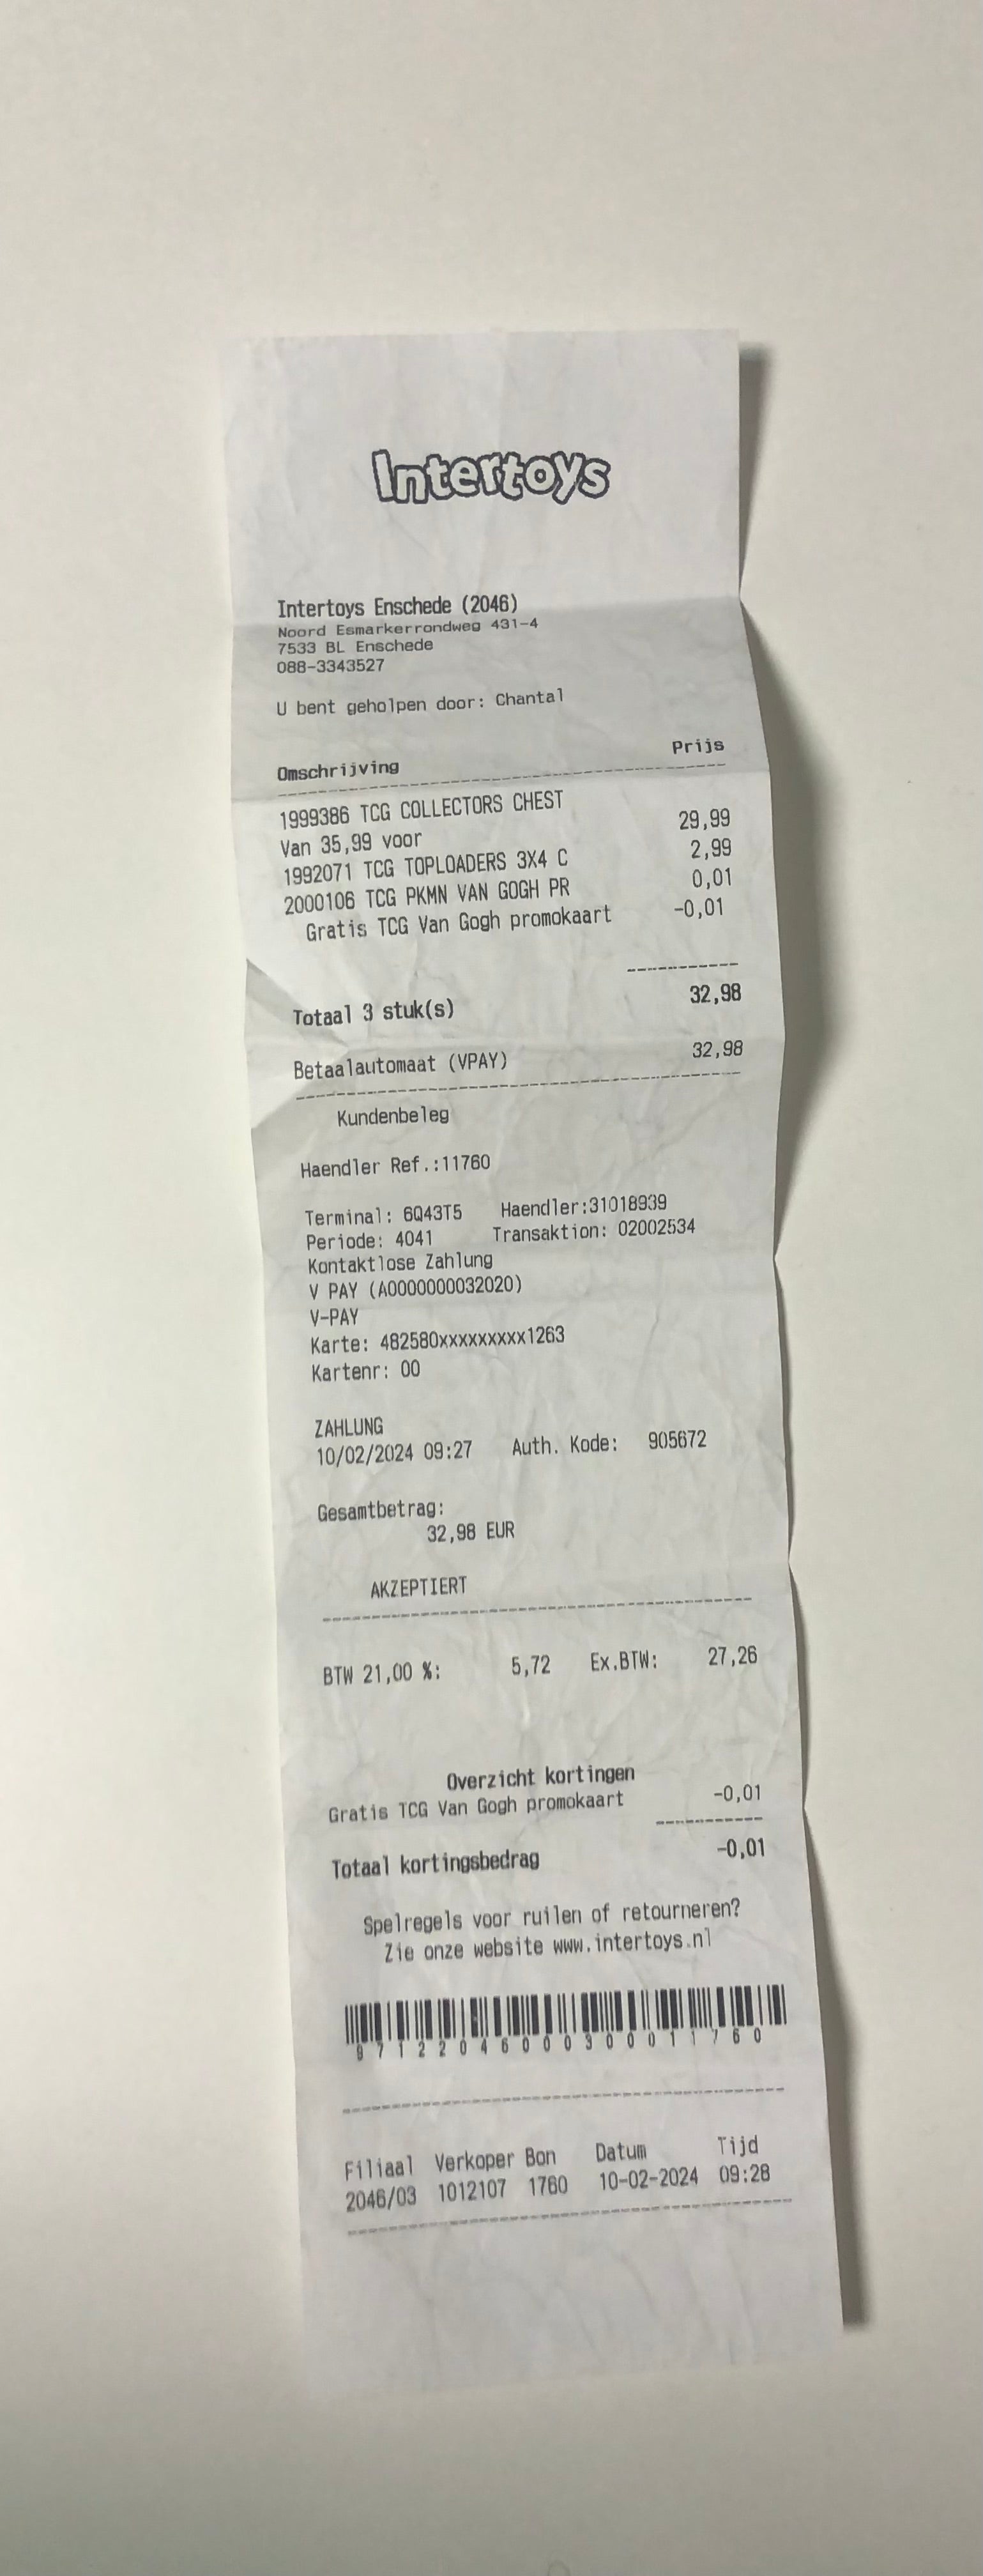 Intertoys
Intertoys Enschede (2046)
Noord Esmarkerrondweg 431-4
7533 BL Enschede
088-3343527
U bent geholpen door: Chantal
Omschrijving Prijs
1999386 TCG COLLECTORS CHEST
Van 35,99 voor 29,99
1992071 TCG TOPLOADERS 3X4 C 2,99
2000106 TCG PKMN VAN GOGH PR 0,01
Gratis TCG Van Gogh promokaart -0,01
Totaal 3 stuk(s) 32,98
Betaalautomaat (VPAY) 32,98
Kundenbeleg
Haendler Ref.:11760
Terminal: 6Q43T5 Haendler:31018939
Periode: 4041 Transaktion: 02002534
Kontaktlose Zahlung
V PAY (A0000000032020)
V-PAY
Karte: 482580xxxxxxxxx1263
Kartenr: 00
ZAHLUNG
10/02/2024 09:27 Auth. Kode: 905672
Gesamtbetrag:
32,98 EUR
AKZEPTIERT
BTW 21,00 %: 5,72 Ex.BTW: 27,26
Overzicht kortingen
Gratis TCG Van Gogh promokaart -0,01
Totaal kortingsbedrag -0,01
Spelregels voor ruilen of retourneren?
Zie onze website www.intertoys.nl
97122046000300011760
Filiaal Verkoper Bon Datum Tijd
2046/03 1012107 1760 10-02-2024 09:28